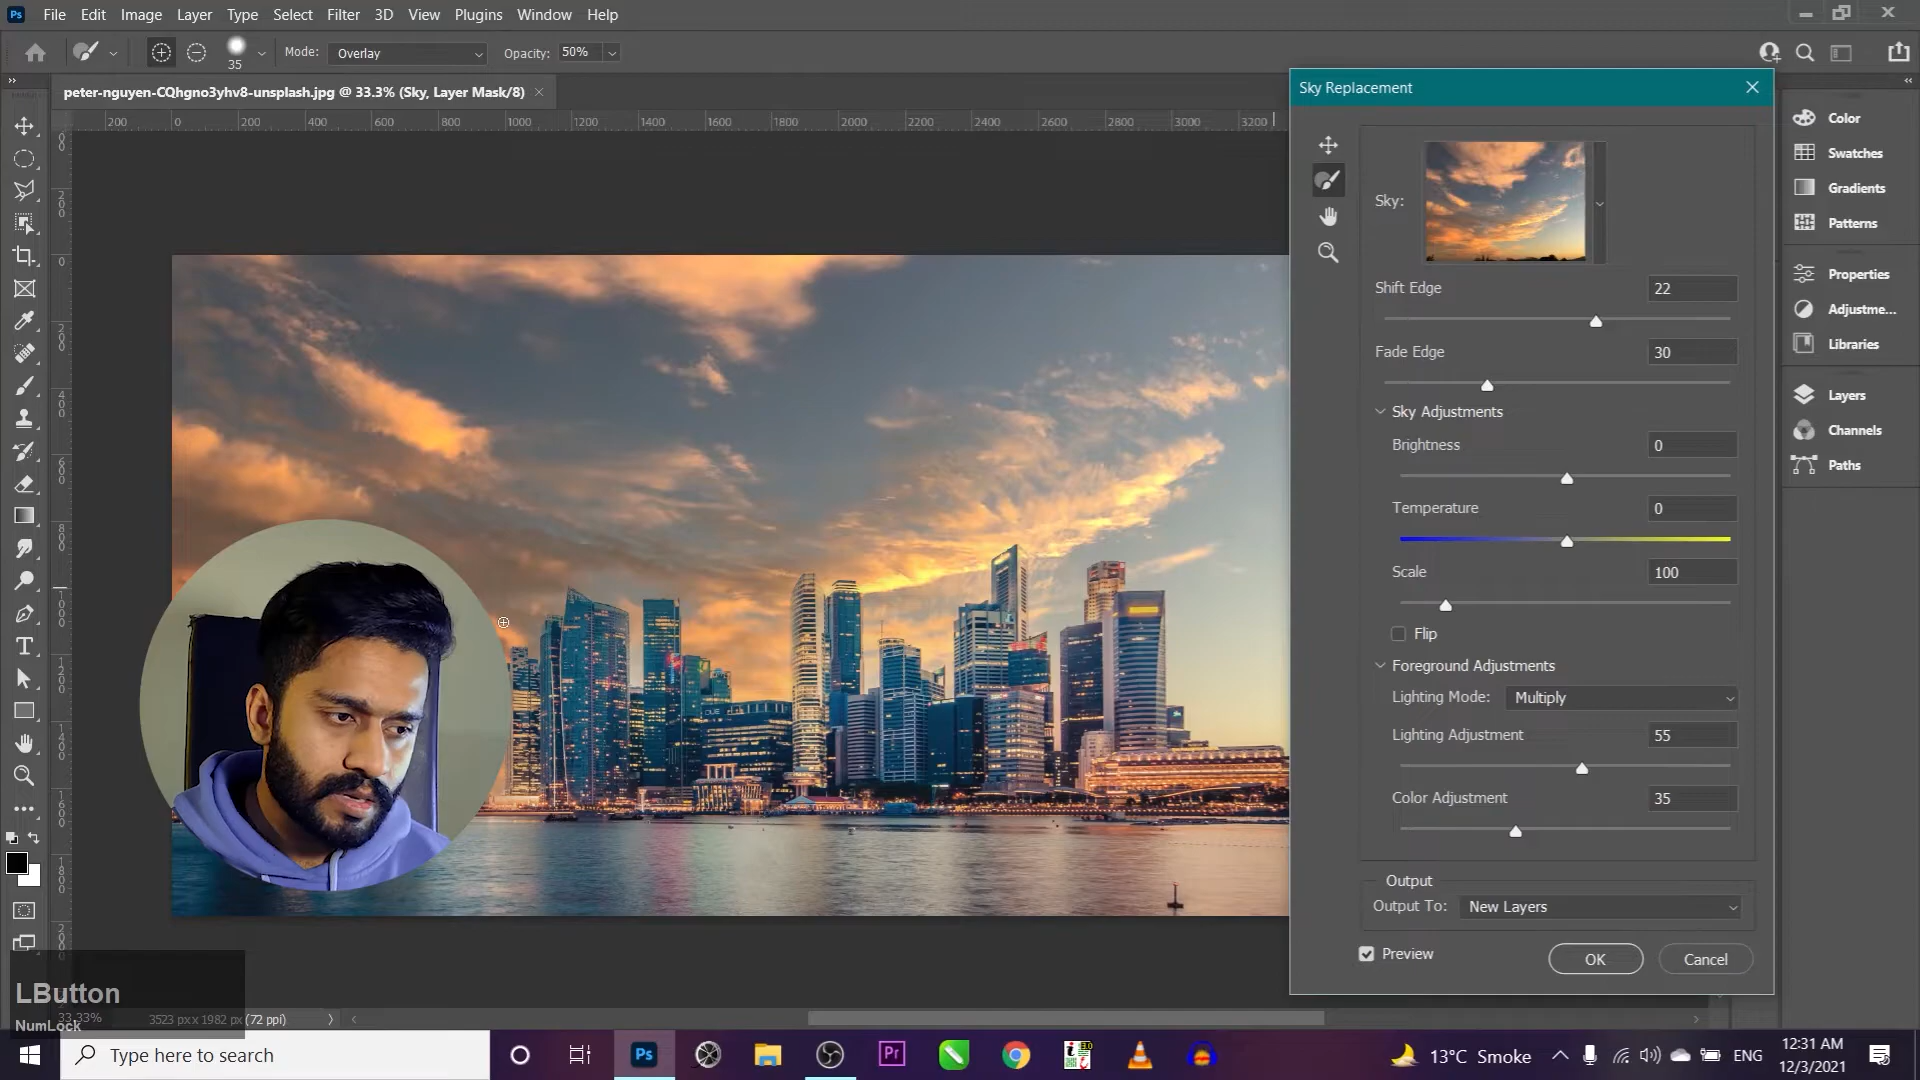 Ps File Edit Image Layer Type Select Filter 3D View Plugins Window Help
35 Mode: Overlay Opacity: 50%
peter-nguyen-CQhgno3yhv8-unsplash.jpg @ 33.3% (Sky, Layer Mask/8)
200 0 200 400 600 800 1000 1200 1400 1600 1800 2000 2200 2400 2600 2800 3000 3200
Sky Replacement
Sky:
Shift Edge 22
Fade Edge 30
Sky Adjustments
Brightness 0
Temperature 0
Scale 100
Flip
Foreground Adjustments
Lighting Mode: Multiply
Lighting Adjustment 55
Color Adjustment 35
Output
Output To: New Layers
Preview OK Cancel
Color
Swatches
Gradients
Patterns
Properties
Adjustme...
Libraries
Layers
Channels
Paths
LButton
NumLock
33.33% 3523 px x 1982 px (72 ppi)
Type here to search
Ps Pr
13°C Smoke ENG 12:31 AM
12/3/2021